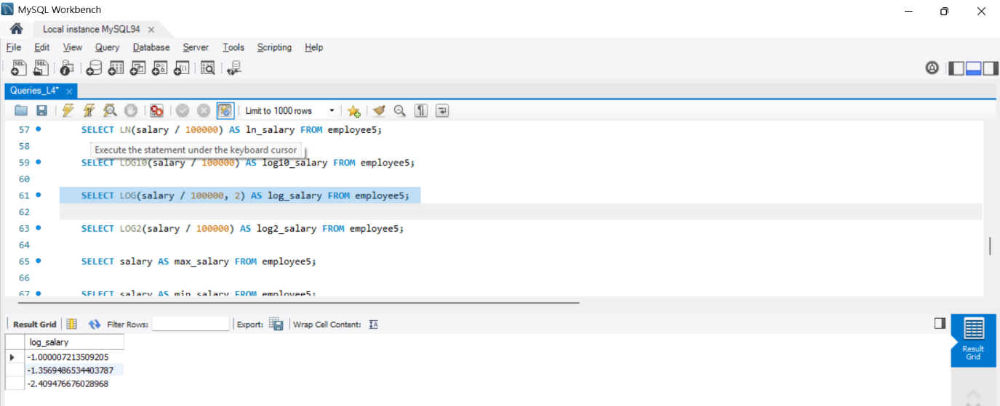 MySQL Workbench
Local instance MySQL94
File Edit View Query Database Server Tools Scripting Help
Queries_L4*
Limit to 1000 rows
57 SELECT LN(salary / 100000) AS ln_salary FROM employee5;
58
Execute the statement under the keyboard cursor
59 SELECT LOG10(salary / 100000) AS log10_salary FROM employee5;
60
61 SELECT LOG(salary / 100000, 2) AS log_salary FROM employee5;
62
63 SELECT LOG2(salary / 100000) AS log2_salary FROM employee5;
64
65 SELECT salary AS max_salary FROM employee5;
66
67 SELECT salary AS min_salary FROM employee5;
Result Grid Filter Rows: Export: Wrap Cell Content:
log_salary
-1.000007213509205
-1.3569486534403787
-2.409476676028968
Result
Grid